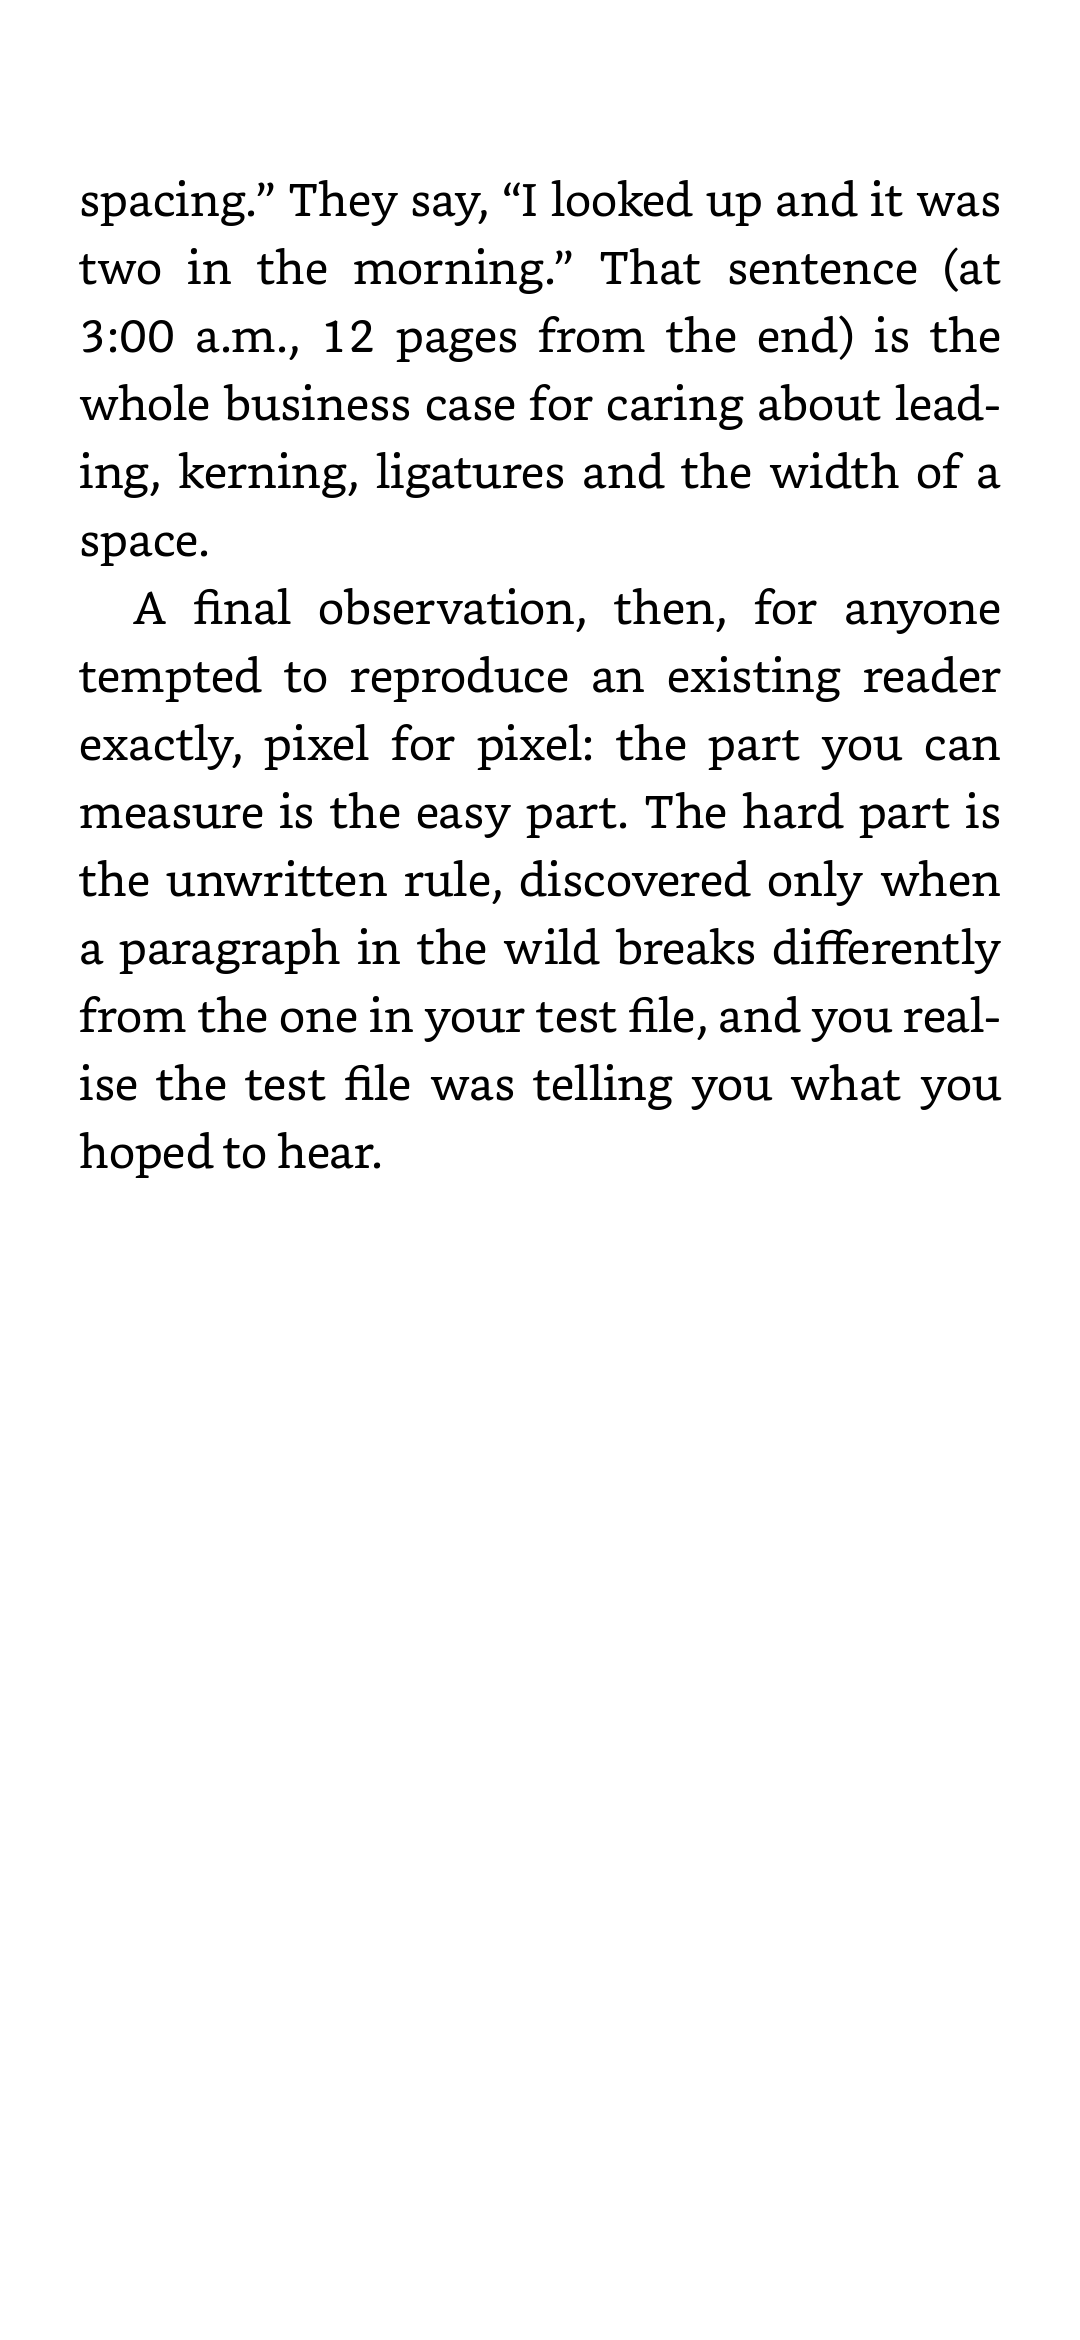 spacing.” They say, “I looked up and it was
two in the morning.” That sentence (at
3:00 a.m., 12 pages from the end) is the
whole business case for caring about lead-
ing, kerning, ligatures and the width of a
space.
A final observation, then, for anyone
tempted to reproduce an existing reader
exactly, pixel for pixel: the part you can
measure is the easy part. The hard part is
the unwritten rule, discovered only when
a paragraph in the wild breaks differently
from the one in your test file, and you real-
ise the test file was telling you what you
hoped to hear.